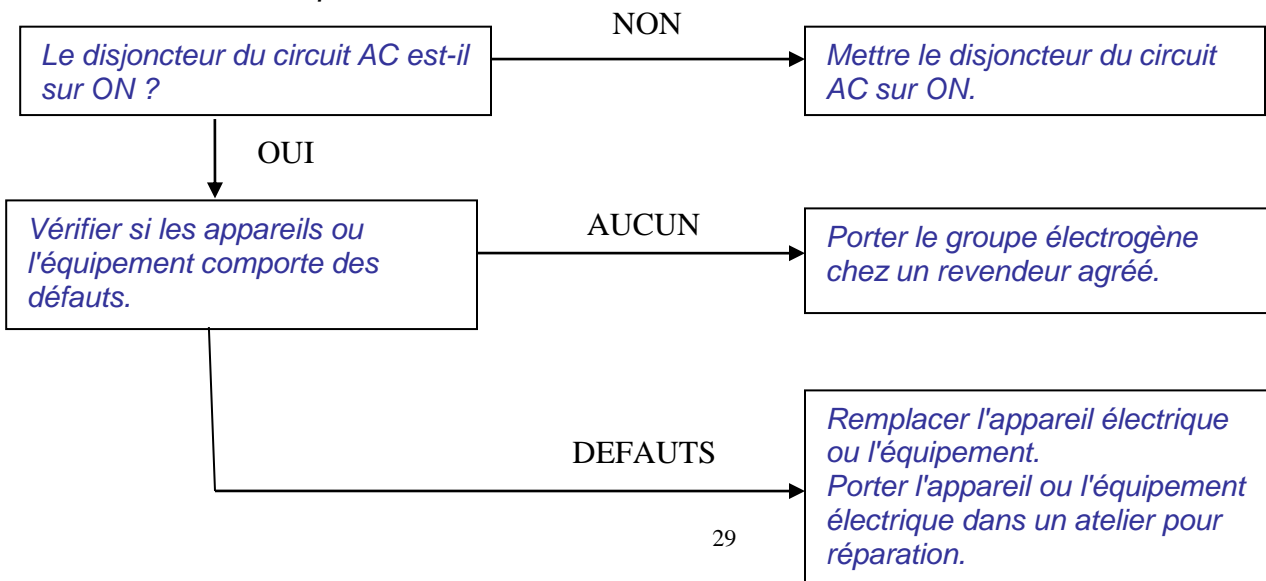 NON
Le disjoncteur du circuit AC est-il
sur ON ?
Mettre le disjoncteur du circuit
AC sur ON.
OUI
Vérifier si les appareils ou
l'équipement comporte des
défauts.
AUCUN
Porter le groupe électrogène
chez un revendeur agréé.
DEFAUTS
Remplacer l'appareil électrique
ou l'équipement.
Porter l'appareil ou l'équipement
électrique dans un atelier pour
réparation.
29